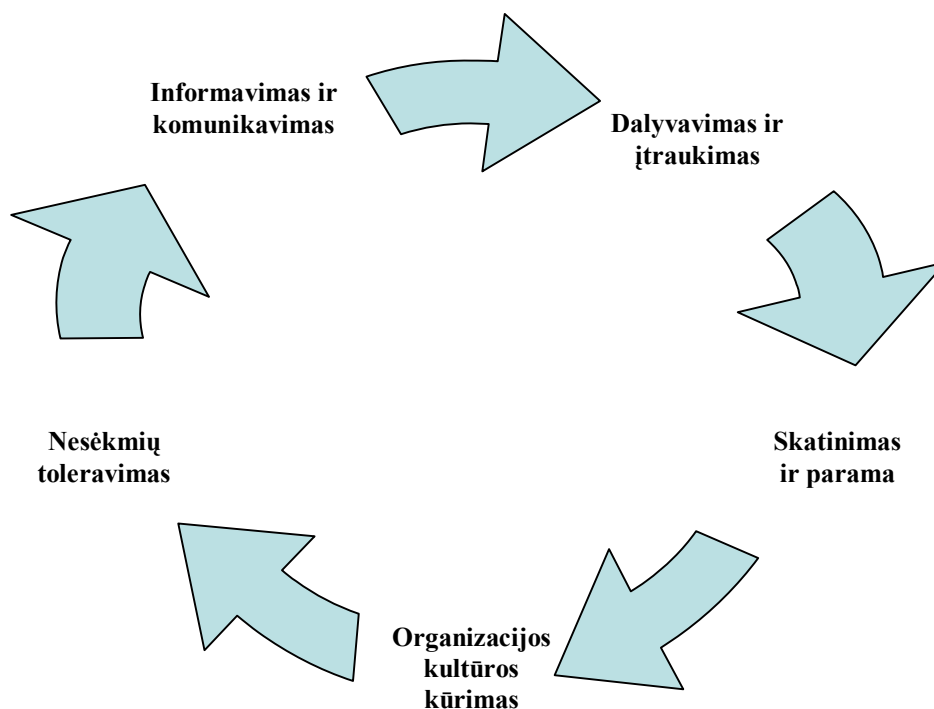 Informavimas ir
komunikavimas
Dalyvavimas ir
įtraukimas
Skatinimas
ir parama
Organizacijos
kultūros
kūrimas
Nesėkmių
toleravimas